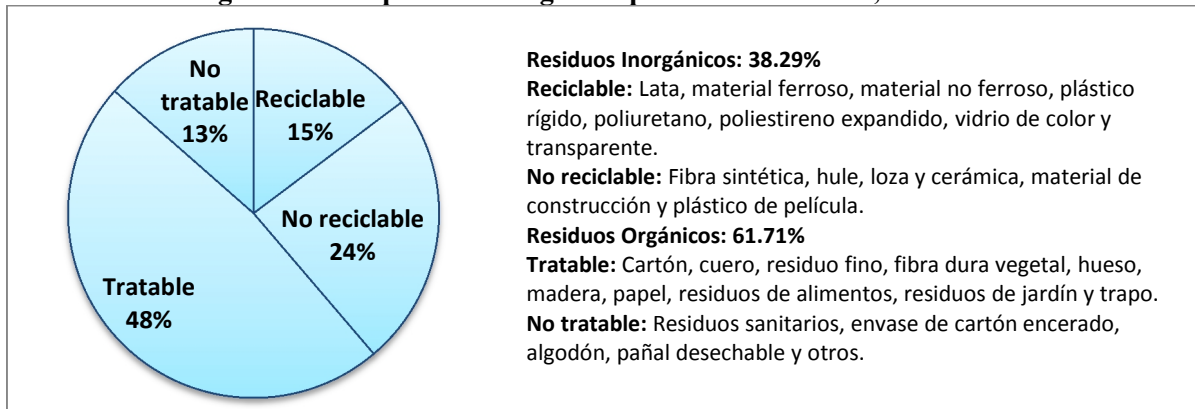 No
tratable
13%
Reciclable
15%
No reciclable
24%
Tratable
48%
Residuos Inorgánicos: 38.29%
Reciclable: Lata, material ferroso, material no ferroso, plástico
rígido, poliuretano, poliestireno expandido, vidrio de color y
transparente.
No reciclable: Fibra sintética, hule, loza y cerámica, material de
construcción y plástico de película.
Residuos Orgánicos: 61.71%
Tratable: Cartón, cuero, residuo fino, fibra dura vegetal, hueso,
madera, papel, residuos de alimentos, residuos de jardín y trapo.
No tratable: Residuos sanitarios, envase de cartón encerado,
algodón, pañal desechable y otros.